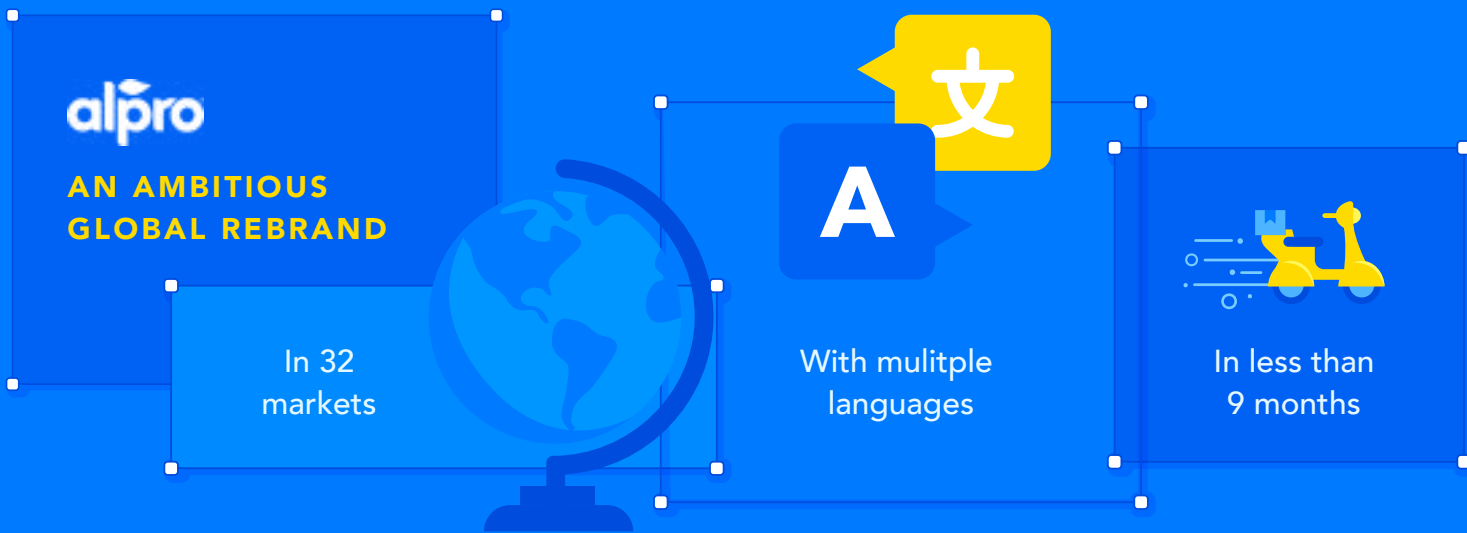 alpro
AN AMBITIOUS
GLOBAL REBRAND
In 32
markets
文
A
With mulitple
languages
In less than
9 months